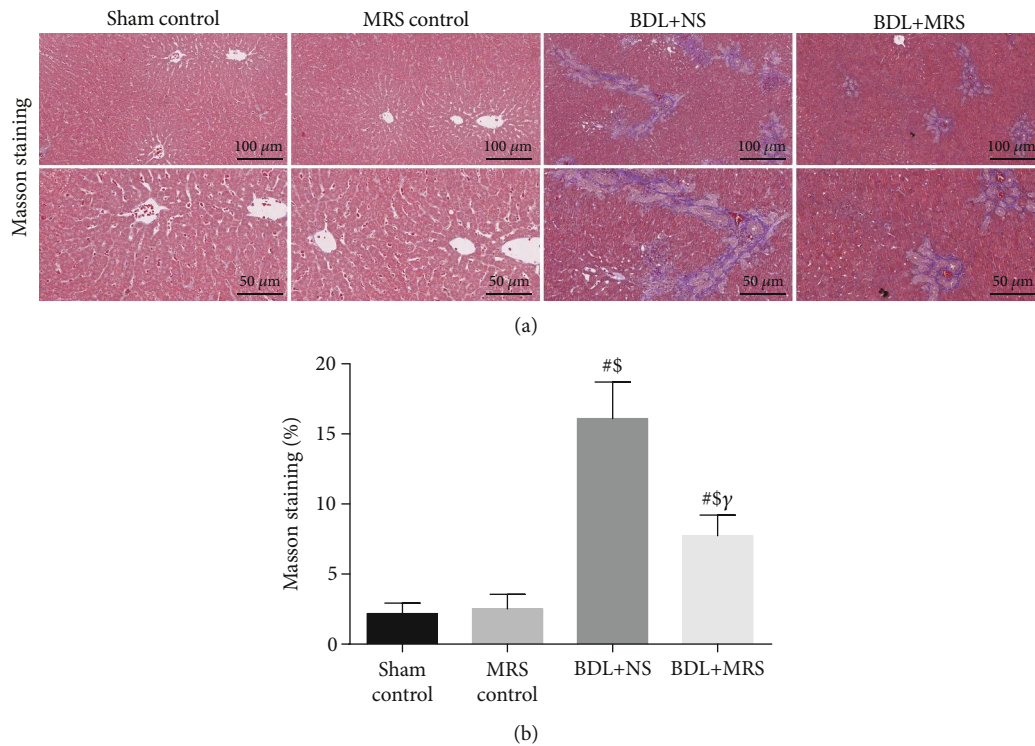 Sham control
MRS control
BDL+NS
BDL+MRS
Masson staining
100 μm
100 μm
100 μm
100 μm
50 μm
50 μm
50 μm
50 μm
(a)
20
15
10
5
0
Masson staining (%)
#$
#$γ
Sham
control
MRS
control
BDL+NS
BDL+MRS
(b)